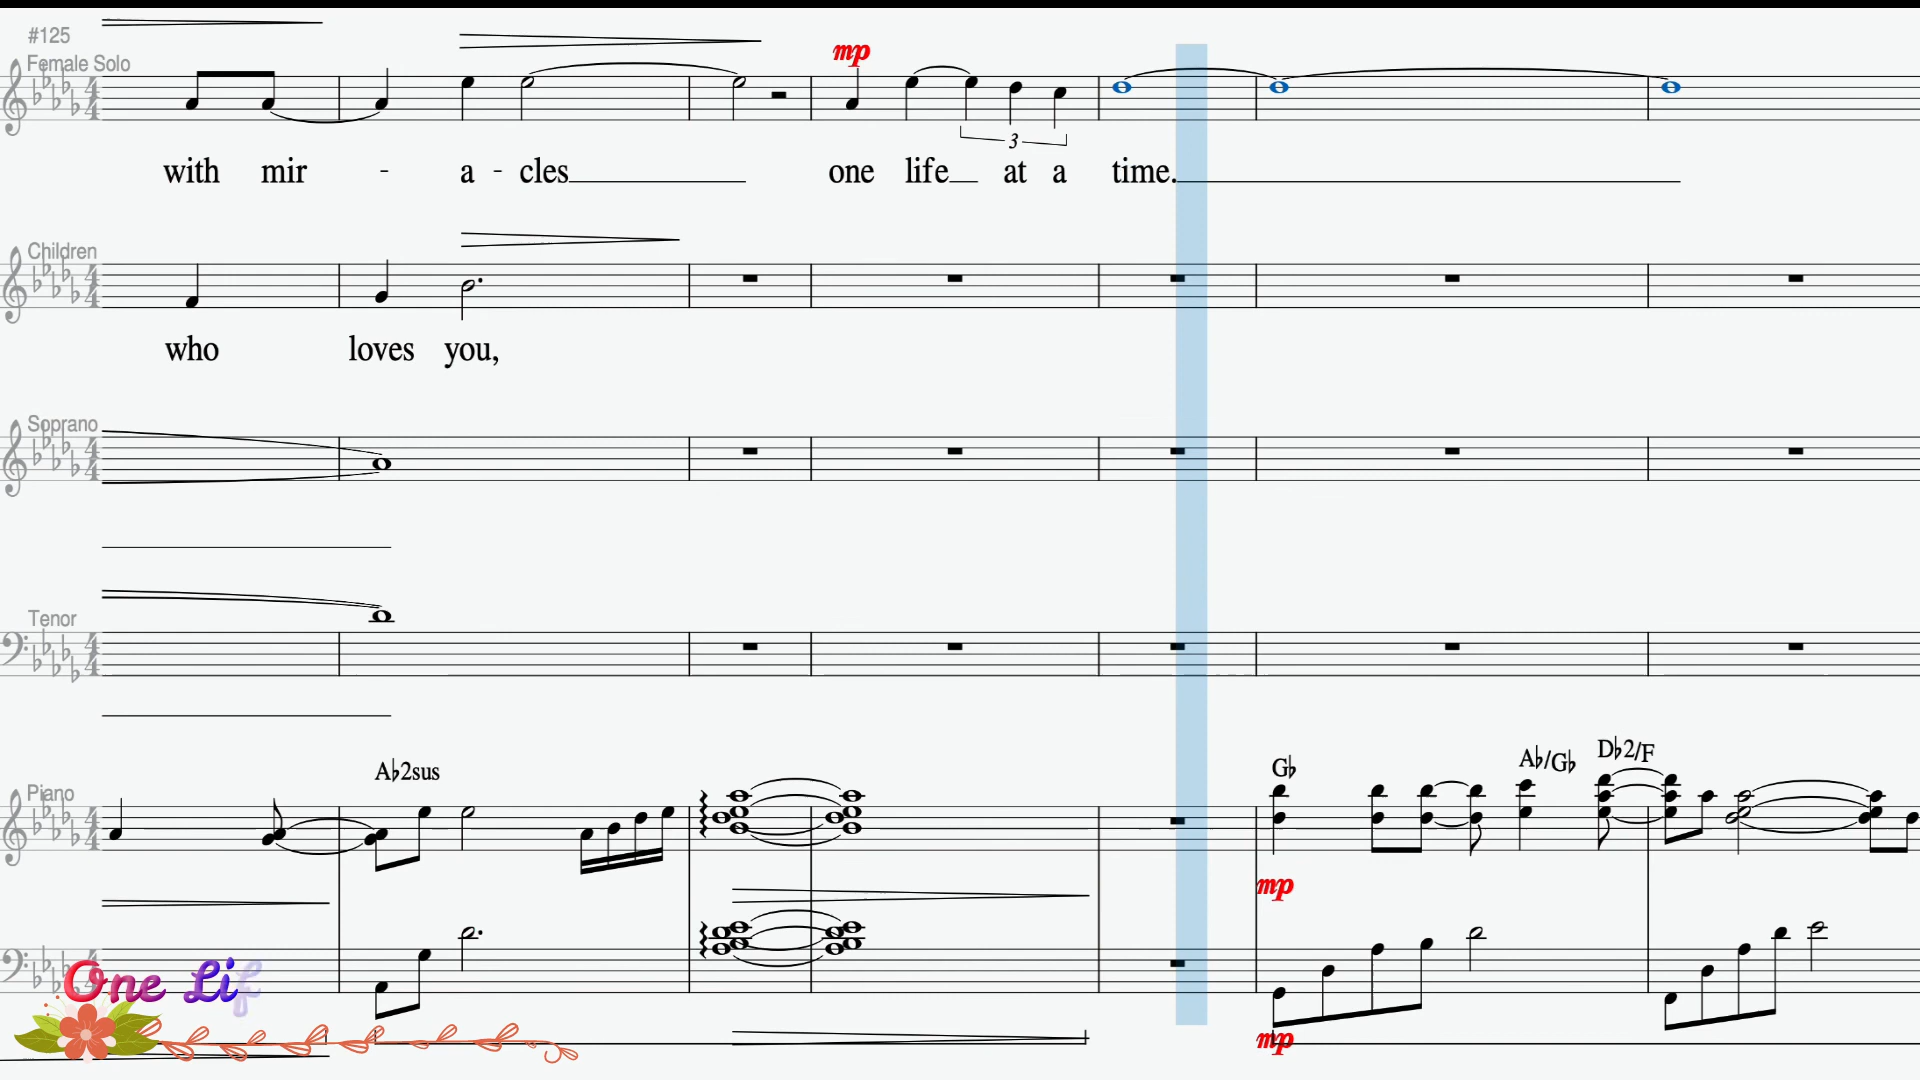 #125
Female Solo
mp
3
with mir - a - cles one life at a time.
Children
who loves you,
Soprano
Tenor
A♭2sus
G♭ A♭/G♭ D♭2/F
Piano
mp
One Lif
mp